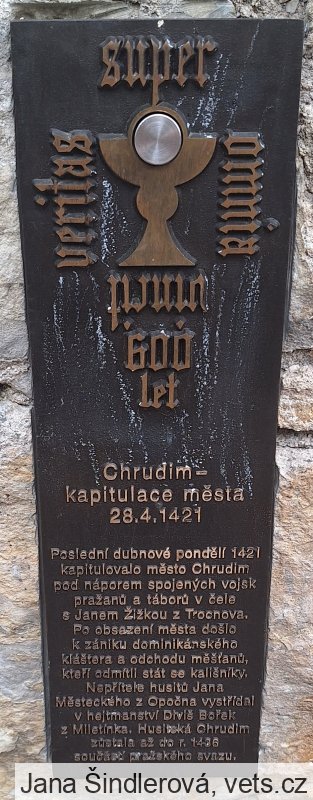 super
veritas
omnia
vincit
600
let
Chrudim –
kapitulace města
28.4.1421
Poslední dubnové pondělí 1421
kapitulovalo město Chrudim
pod náporem spojených vojsk
pražanů a táborů v čele
s Janem Žižkou z Trocnova.
Po obsazení města došlo
k zániku dominikánského
kláštera a odchodu měšťanů,
kteří odmítli stát se kališníky.
Nepřítele husitů Jana
Městeckého z Opočna vystřídal
v hejtmanství Diviš Bořek
z Miletínka. Husitská Chrudim
zůstala až do r. 1436
součástí pražského svazu.
Jana Šindlerová, vets.cz